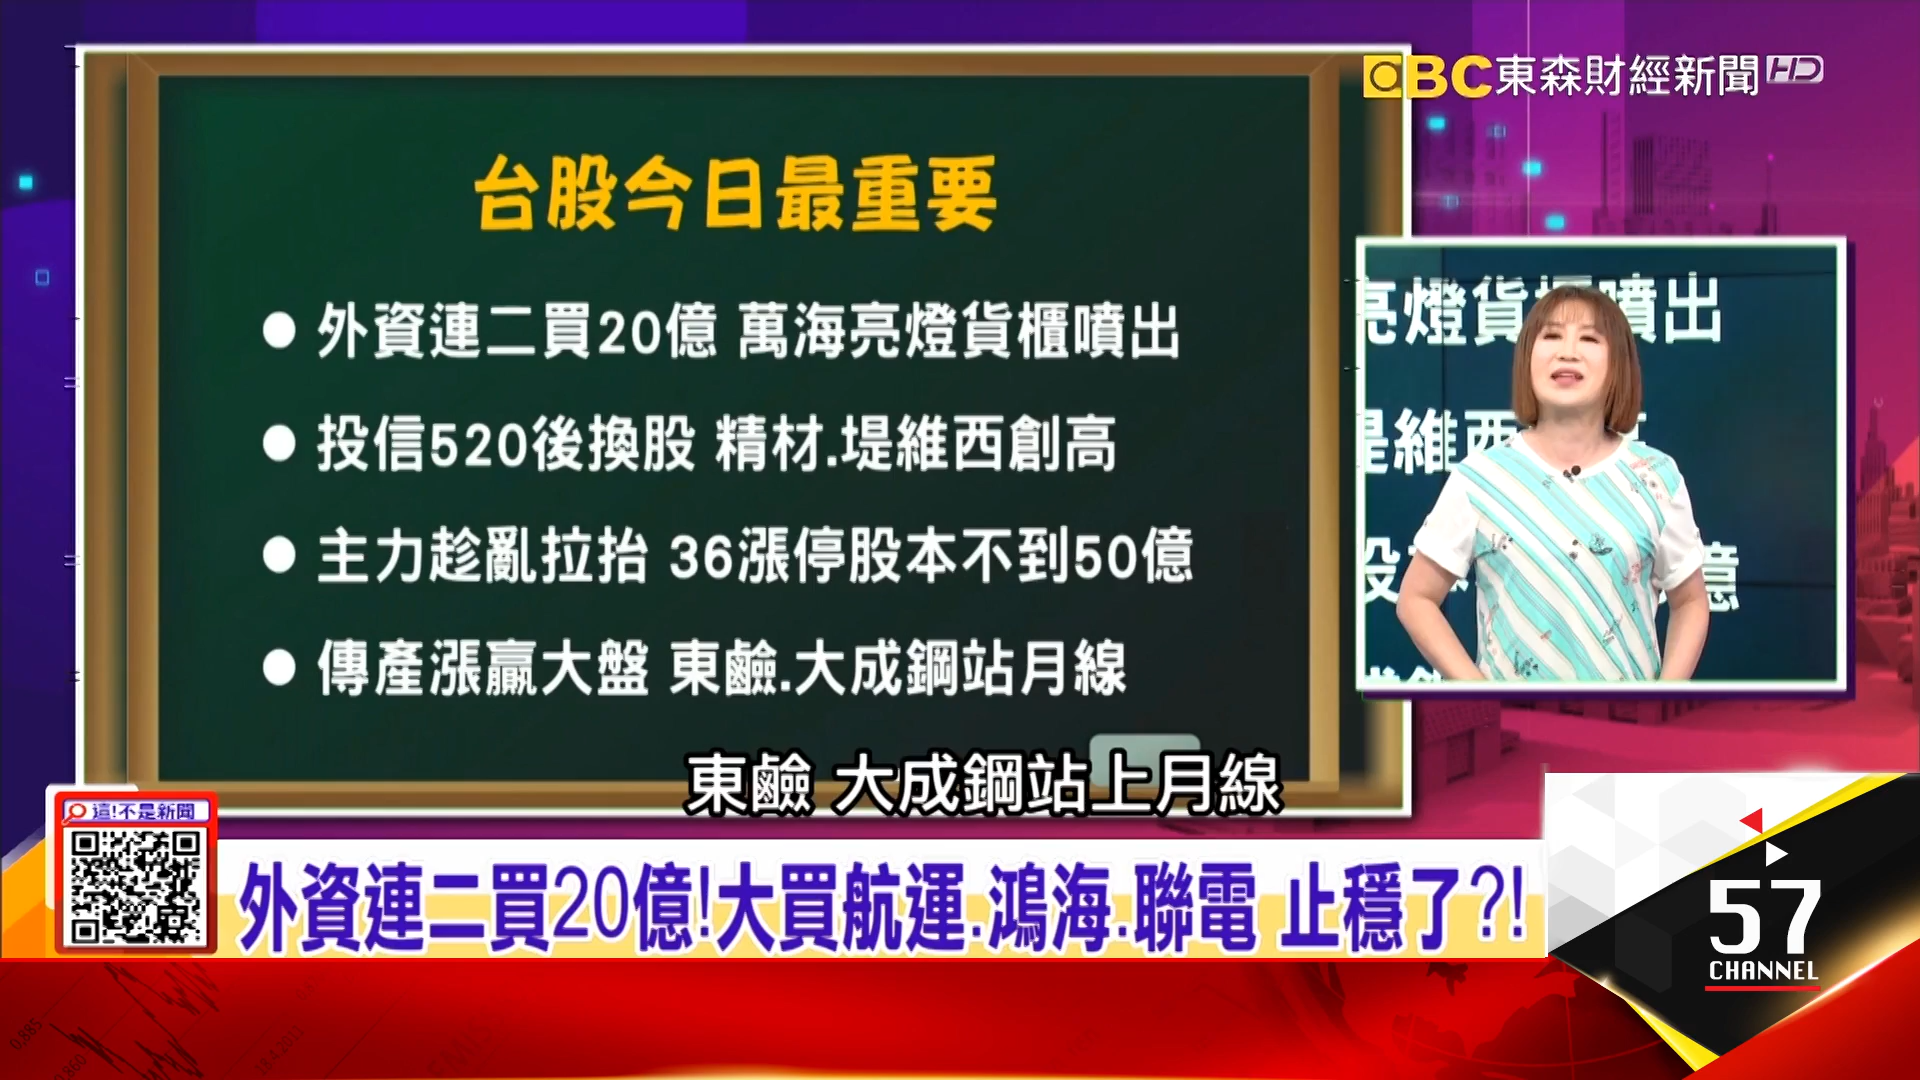 EBC東森財經新聞HD
台股今日最重要
● 外資連二買20億 萬海亮燈貨櫃噴出
● 投信520後換股 精材.堤維西創高
● 主力趁亂拉抬 36漲停股本不到50億
● 傳產漲贏大盤 東鹼.大成鋼站月線
東鹼 大成鋼站上月線
這!不是新聞
外資連二買20億!大買航運.鴻海.聯電 止穩了?!
57
CHANNEL